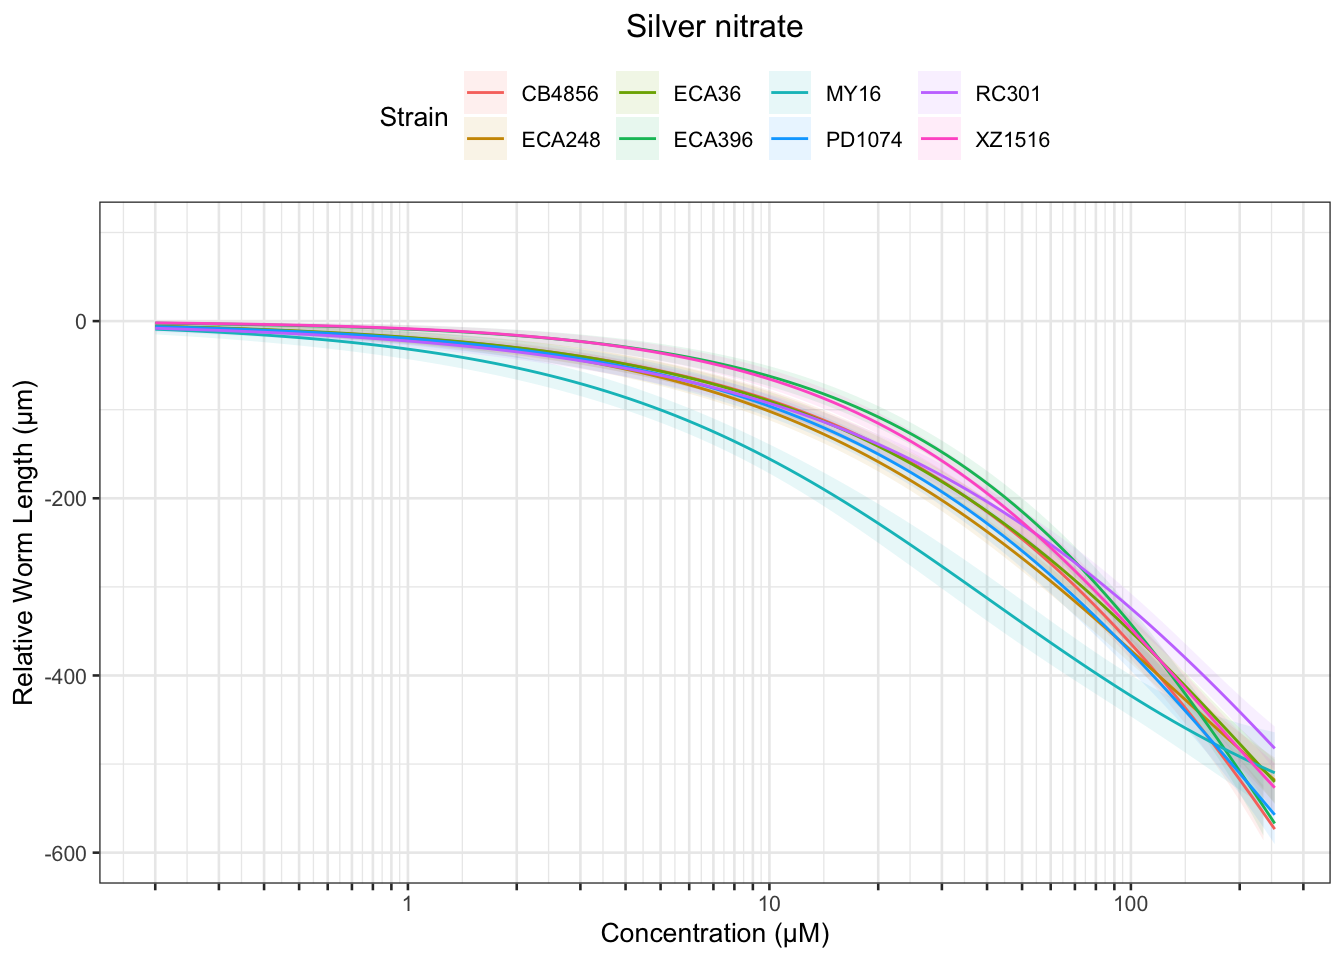 Silver nitrate
Strain
CB4856 ECA36 MY16 RC301
ECA248 ECA396 PD1074 XZ1516
Relative Worm Length (µm)
0
-200
-400
-600
1 10 100
Concentration (µM)